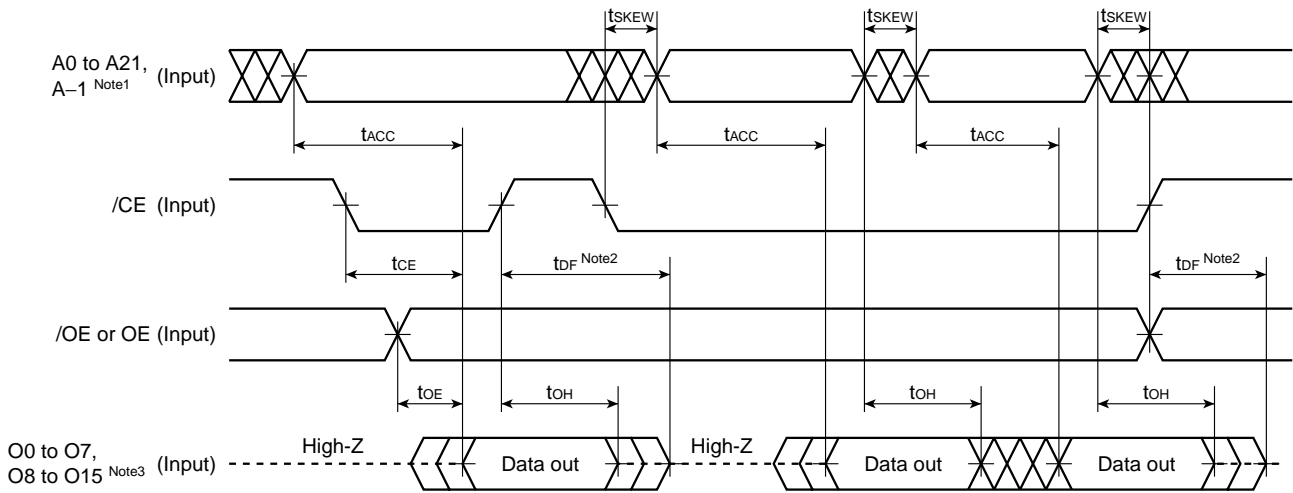 tSKEW tSKEW tSKEW
A0 to A21,
A–1 Note1 (Input)
tACC tACC tACC
/CE (Input)
tCE tDF Note2 tDF Note2
/OE or OE (Input)
tOE tOH tOH tOH
O0 to O7,
O8 to O15 Note3 (Input)
High-Z Data out High-Z Data out Data out